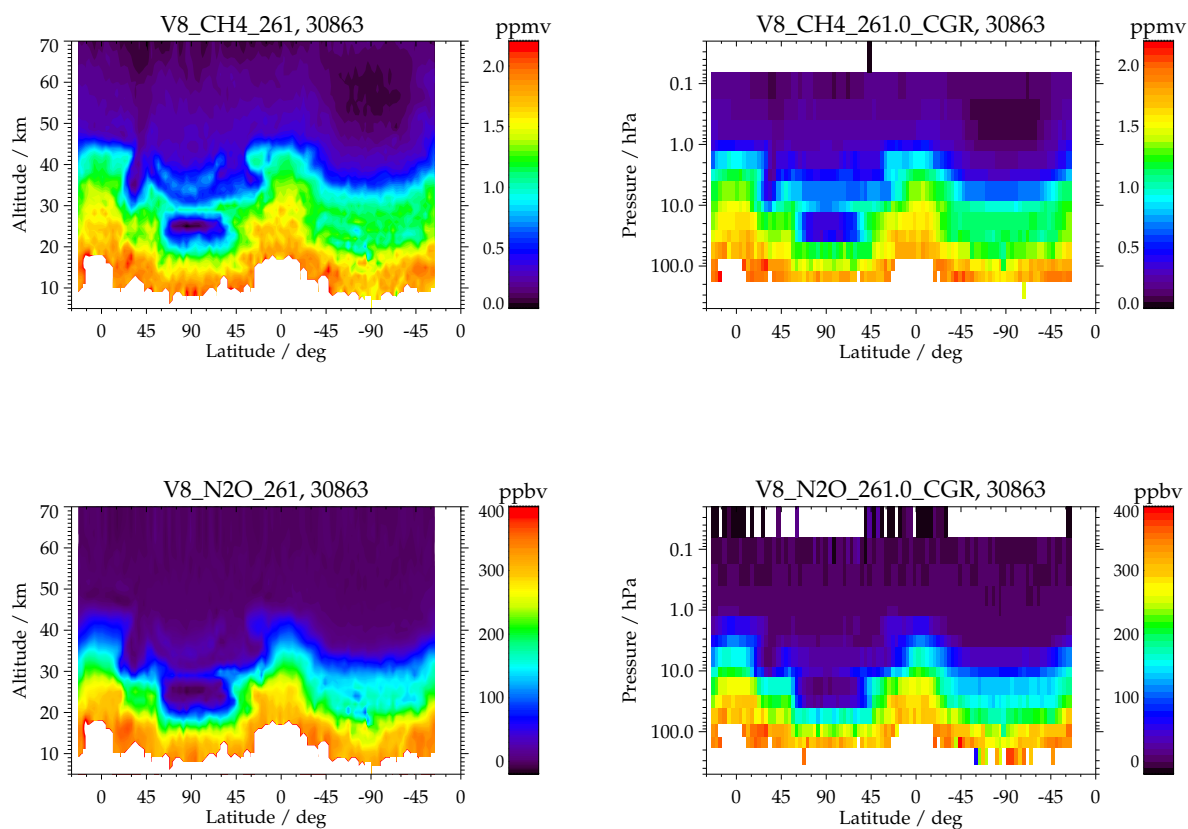 V8_CH4_261, 30863
ppmv
70
60
50
40
30
20
10
Altitude / km
0 45 90 45 0 -45 -90 -45 0
Latitude / deg
2.0
1.5
1.0
0.5
0.0
V8_CH4_261.0_CGR, 30863
ppmv
0.1
1.0
10.0
100.0
Pressure / hPa
0 45 90 45 0 -45 -90 -45 0
Latitude / deg
2.0
1.5
1.0
0.5
0.0
V8_N2O_261, 30863
ppbv
70
60
50
40
30
20
10
Altitude / km
0 45 90 45 0 -45 -90 -45 0
Latitude / deg
400
300
200
100
0
V8_N2O_261.0_CGR, 30863
ppbv
0.1
1.0
10.0
100.0
Pressure / hPa
0 45 90 45 0 -45 -90 -45 0
Latitude / deg
400
300
200
100
0